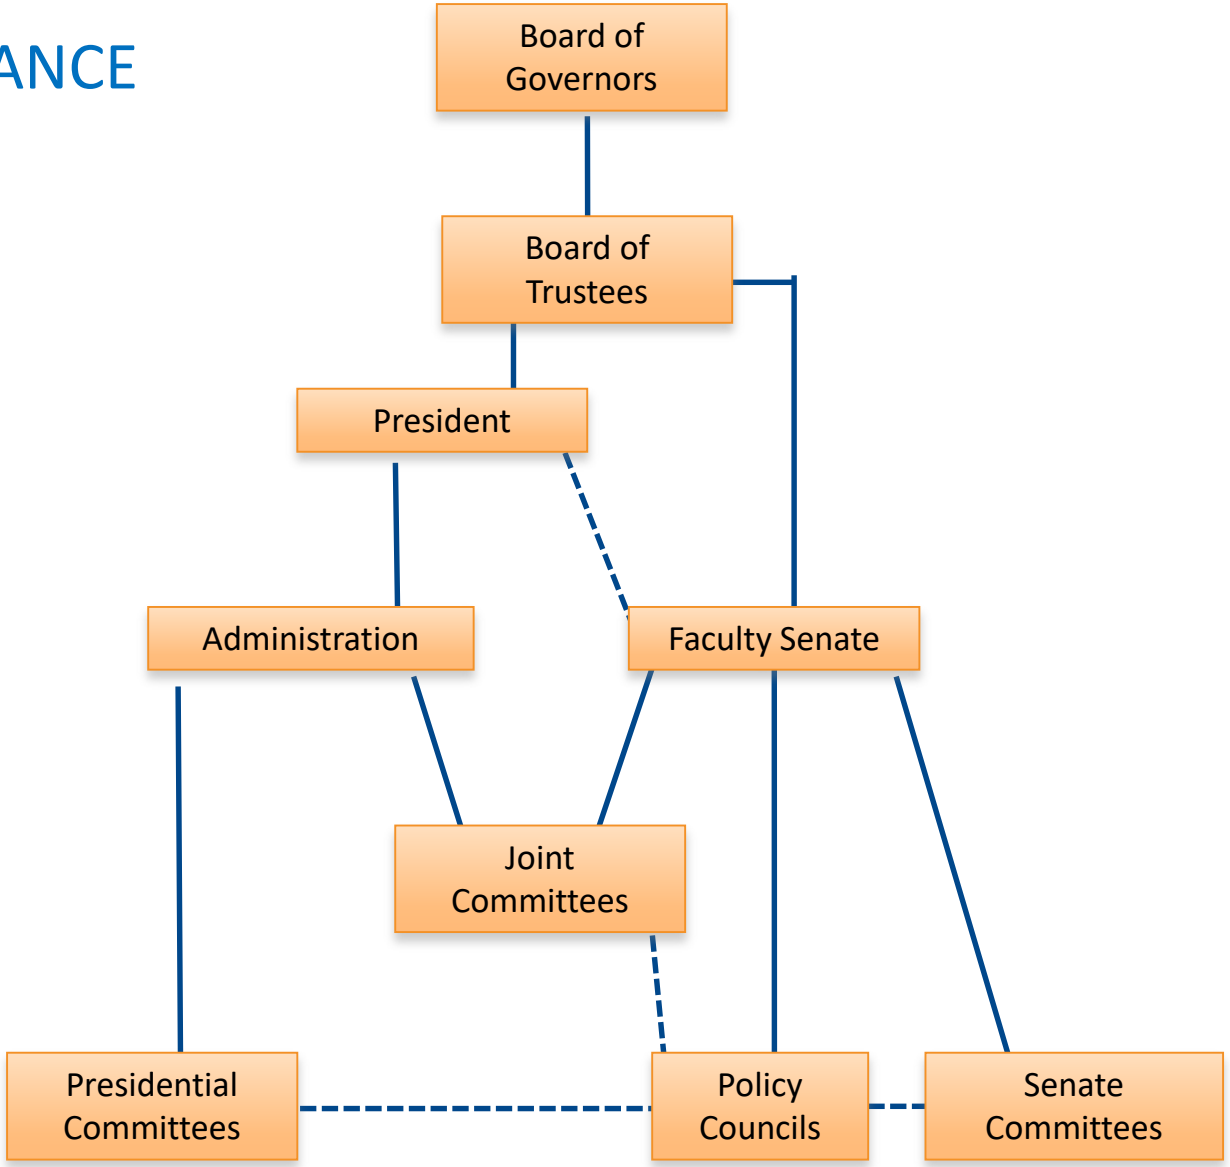 ANCE
Board of
Governors
Board of
Trustees
President
Administration
Faculty Senate
Joint
Committees
Presidential
Committees
Policy
Councils
Senate
Committees